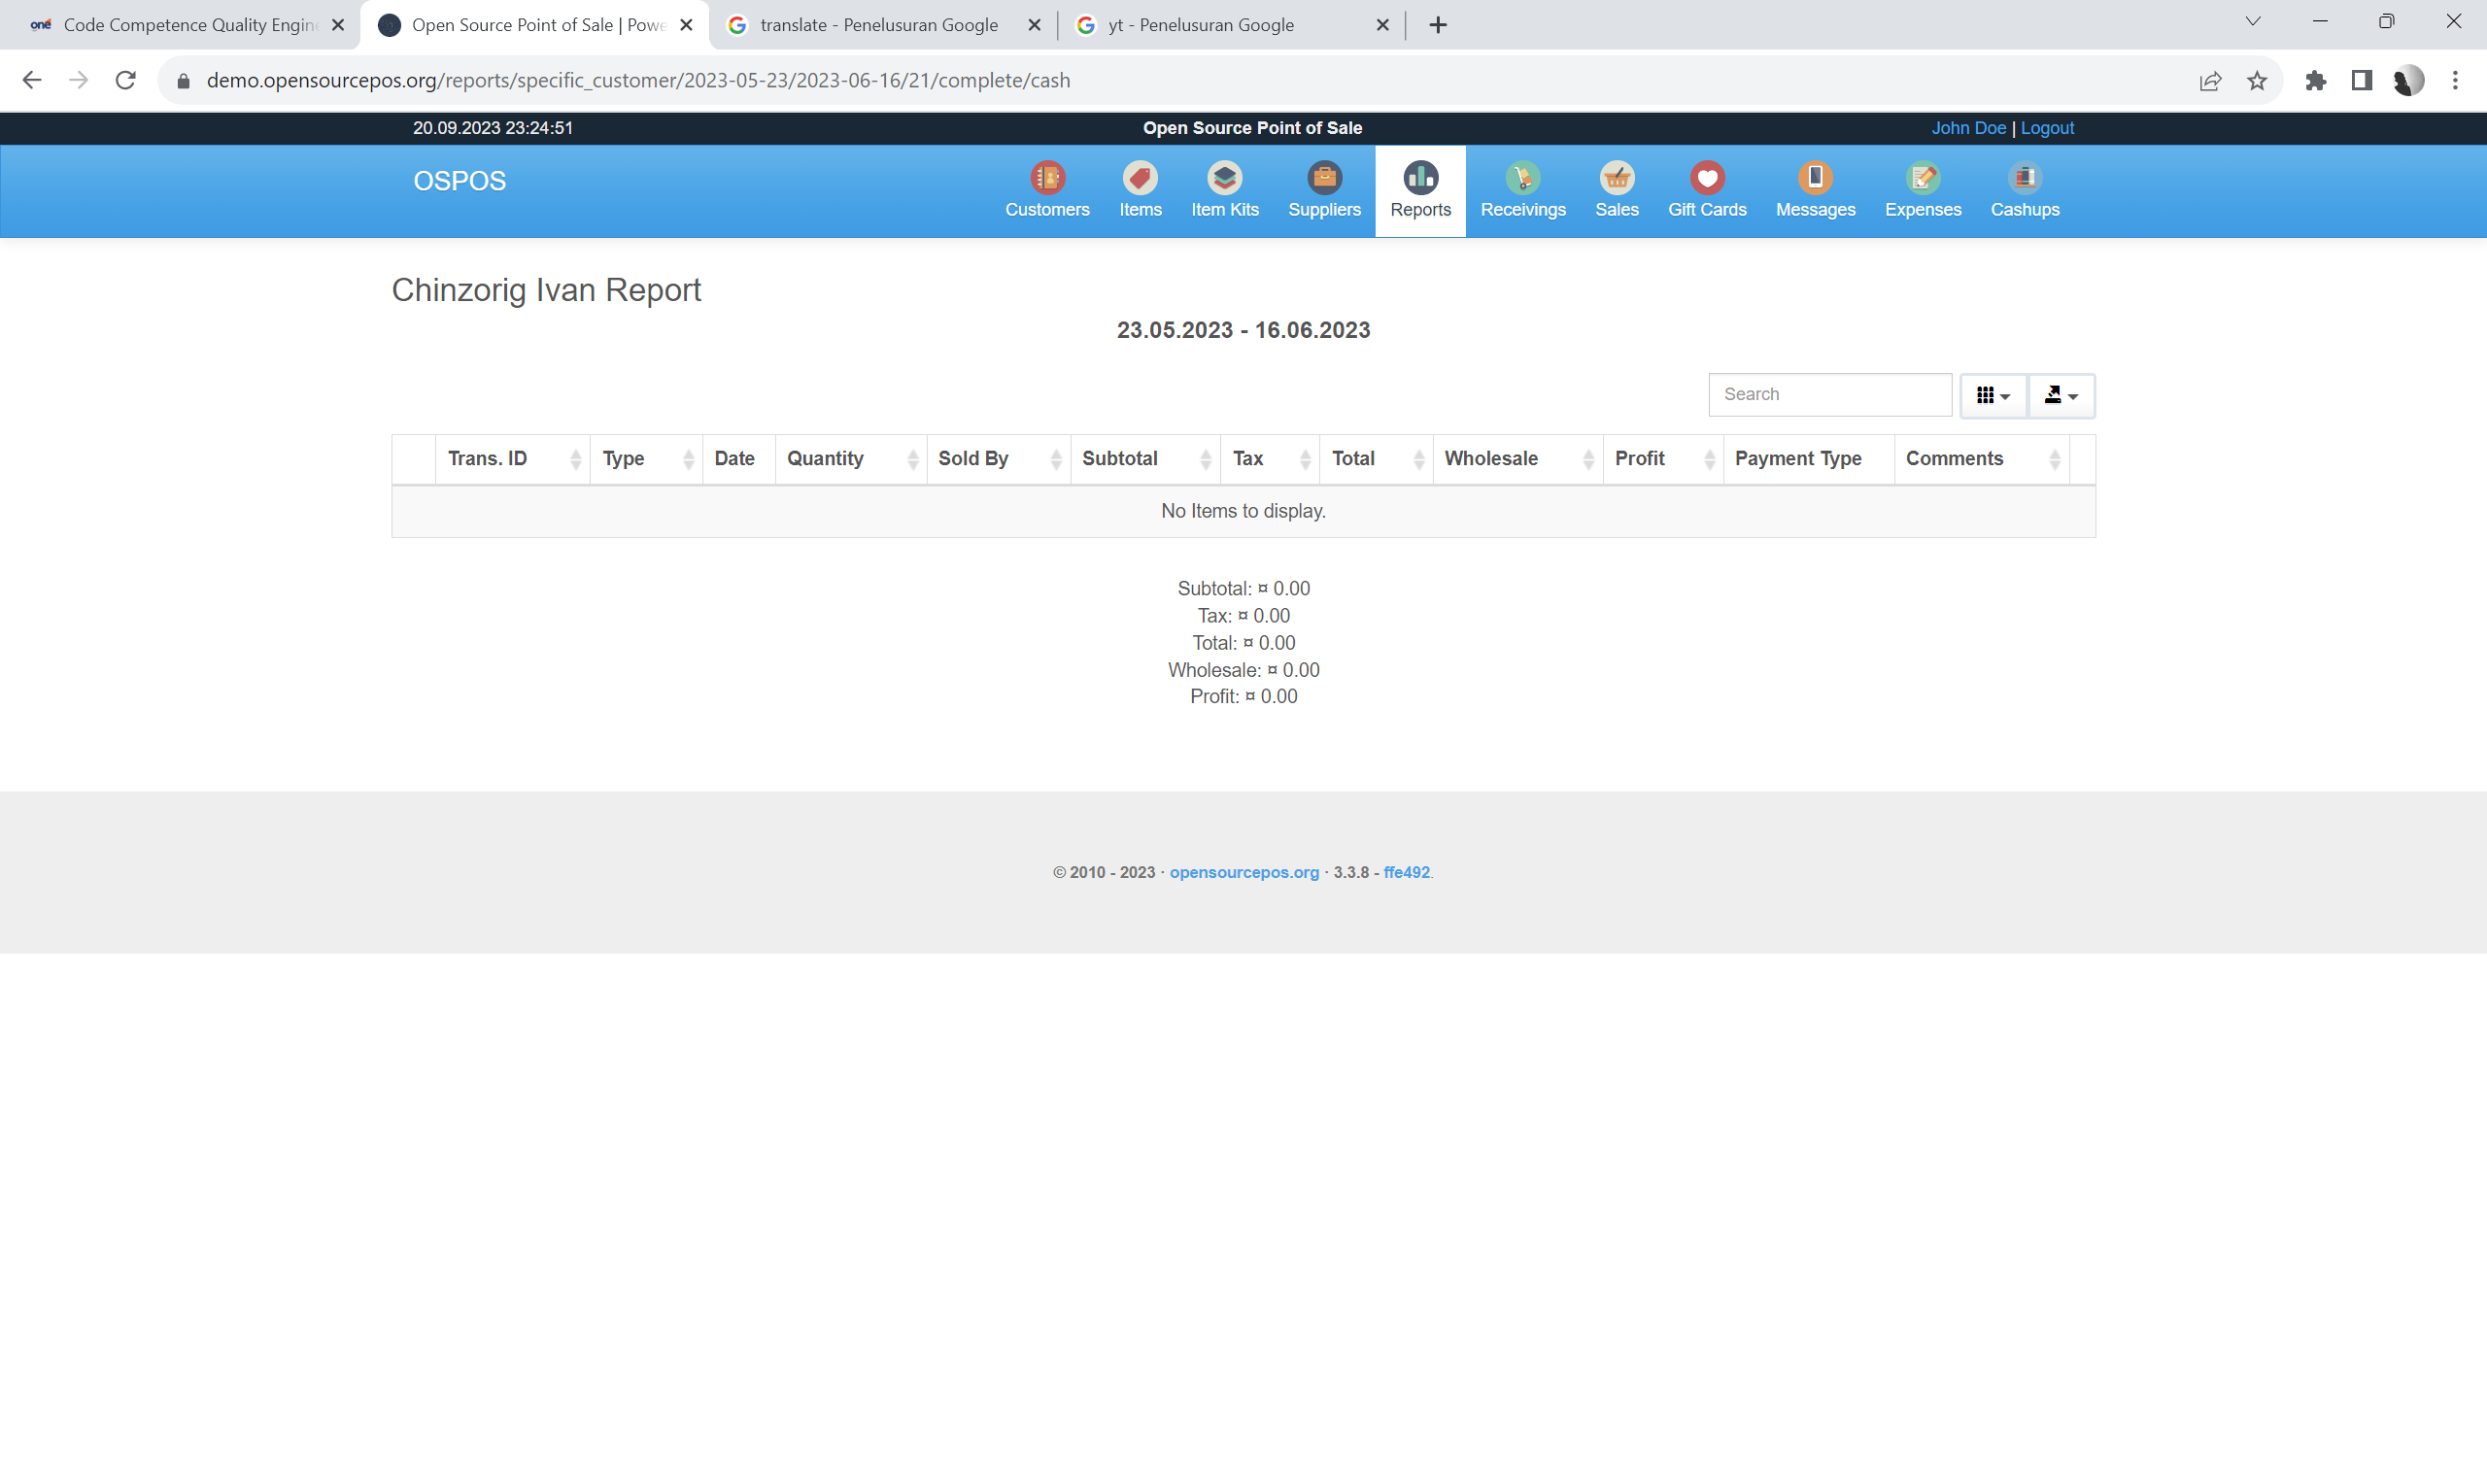 one Code Competence Quality Engin
Open Source Point of Sale | Powe
translate - Penelusuran Google
yt - Penelusuran Google
demo.opensourcepos.org/reports/specific_customer/2023-05-23/2023-06-16/21/complete/cash
20.09.2023 23:24:51 Open Source Point of Sale John Doe | Logout
OSPOS
Customers Items Item Kits Suppliers Reports Receivings Sales Gift Cards Messages Expenses Cashups
Chinzorig Ivan Report
23.05.2023 - 16.06.2023
Search
Trans. ID Type Date Quantity Sold By Subtotal Tax Total Wholesale Profit Payment Type Comments
No Items to display.
Subtotal: ¤ 0.00
Tax: ¤ 0.00
Total: ¤ 0.00
Wholesale: ¤ 0.00
Profit: ¤ 0.00
© 2010 - 2023 · opensourcepos.org · 3.3.8 - ffe492.